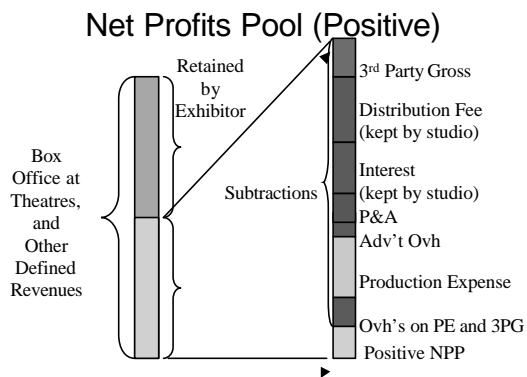 Net Profits Pool (Positive)
Retained
by
Exhibitor
Box
Office at
Theatres,
and
Other
Defined
Revenues
Subtractions
3rd Party Gross
Distribution Fee
(kept by studio)
Interest
(kept by studio)
P&A
Adv't Ovh
Production Expense
Ovh's on PE and 3PG
Positive NPP